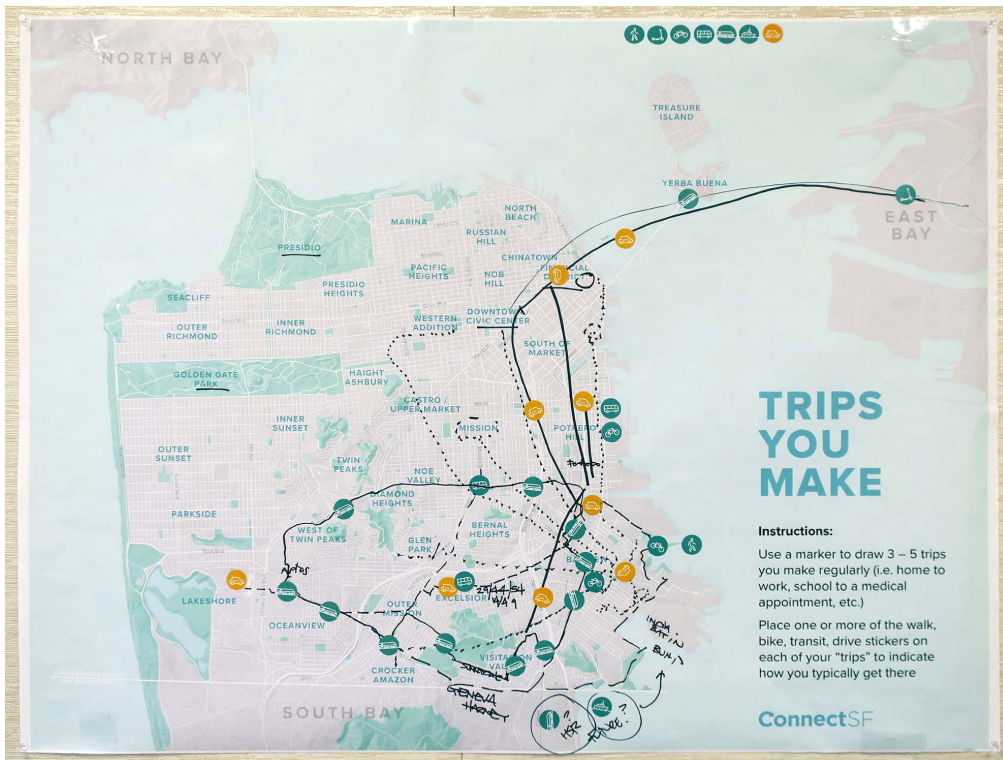 NORTH BAY
TREASURE
ISLAND
YERBA BUENA
EAST
BAY
NORTH
BEACH
MARINA
RUSSIAN
HILL
PRESIDIO
CHINATOWN
PACIFIC
HEIGHTS
NOB
HILL
FINANCIAL
PRESIDIO
HEIGHTS
SEACLIFF
WESTERN
ADDITION
DOWNTOWN
CIVIC CENTER
OUTER
RICHMOND
INNER
RICHMOND
SOUTH OF
MARKET
GOLDEN GATE
PARK
HAIGHT
ASHBURY
CASTRO /
UPPER MARKET
MISSION
POTRERO
HILL
INNER
SUNSET
OUTER
SUNSET
TWIN
PEAKS
NOE
VALLEY
DIAMOND
HEIGHTS
PARKSIDE
WEST OF
TWIN PEAKS
GLEN
PARK
BERNAL
HEIGHTS
LAKESHORE
EXCELSIOR
OUTER
MISSION
OCEANVIEW
CROCKER
AMAZON
VISITATION
VALLEY
GENEVA
HARNEY
SOUTH BAY
?
HSR
FUTURE?
TRIPS
YOU
MAKE
Instructions:
Use a marker to draw 3 – 5 trips
you make regularly (i.e. home to
work, school to a medical
appointment, etc.)
Place one or more of the walk,
bike, transit, drive stickers on
each of your “trips” to indicate
how you typically get there
ConnectSF